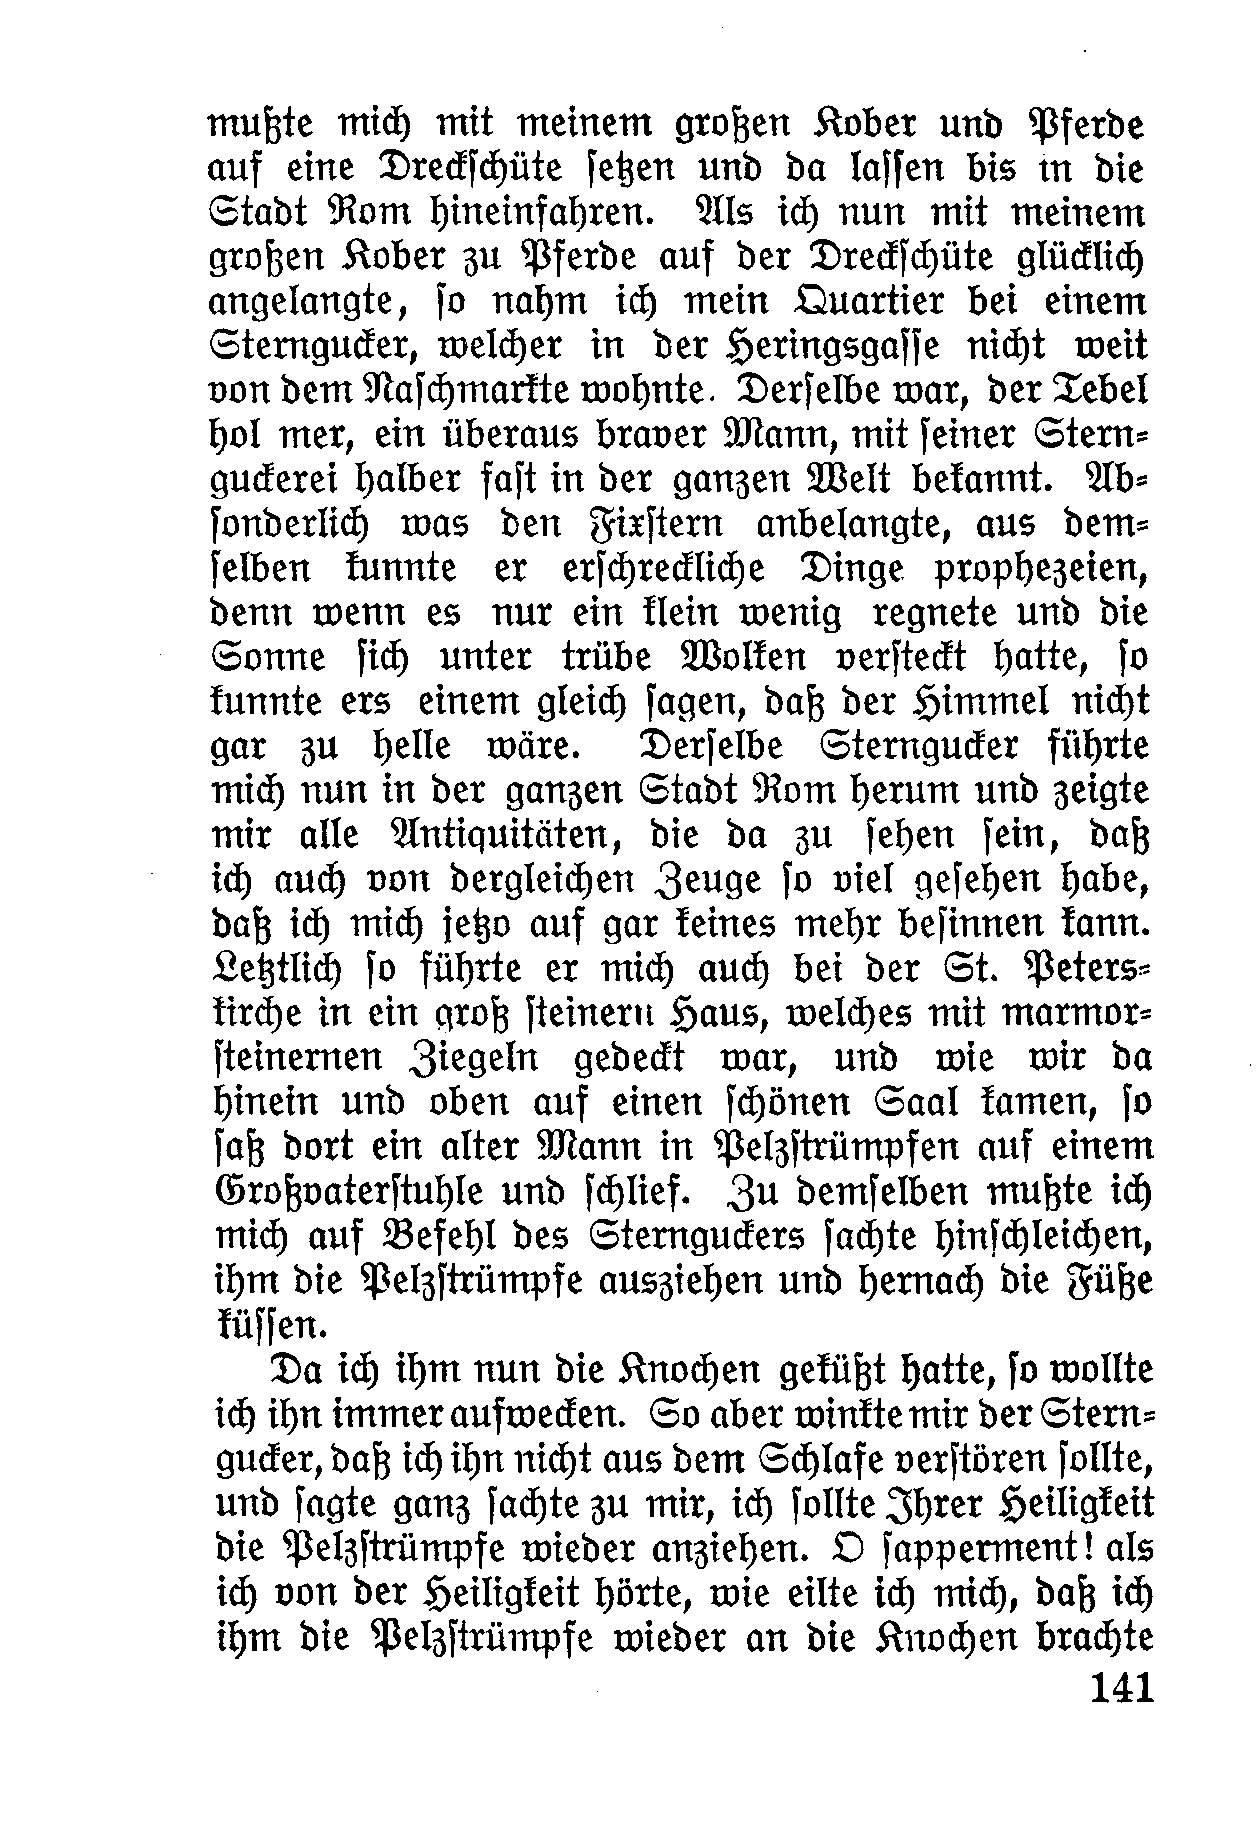 mußte mich mit meinem großen Kober und Pferde
auf eine Dreckſchüte ſetzen und da laſſen bis in die
Stadt Rom hineinfahren. Als ich nun mit meinem
großen Kober zu Pferde auf der Dreckſchüte glücklich
angelangte, ſo nahm ich mein Quartier bei einem
Sterngucker, welcher in der Heringsgaſſe nicht weit
von dem Naſchmarkte wohnte. Derſelbe war, der Tebel
hol mer, ein überaus braver Mann, mit ſeiner Stern-
guckerei halber faſt in der ganzen Welt bekannt. Ab-
ſonderlich was den Fixſtern anbelangte, aus dem-
ſelben kunnte er erſchreckliche Dinge prophezeien,
denn wenn es nur ein klein wenig regnete und die
Sonne ſich unter trübe Wolken verſteckt hatte, ſo
kunnte ers einem gleich ſagen, daß der Himmel nicht
gar zu helle wäre. Derſelbe Sterngucker führte
mich nun in der ganzen Stadt Rom herum und zeigte
mir alle Antiquitäten, die da zu ſehen ſein, daß
ich auch von dergleichen Zeuge ſo viel geſehen habe,
daß ich mich jetzo auf gar keines mehr beſinnen kann.
Letztlich ſo führte er mich auch bei der St. Peters-
kirche in ein groß ſteinern Haus, welches mit marmor-
ſteinernen Ziegeln gedeckt war, und wie wir da
hinein und oben auf einen ſchönen Saal kamen, ſo
ſaß dort ein alter Mann in Pelzſtrümpfen auf einem
Großvaterſtuhle und ſchlief. Zu demſelben mußte ich
mich auf Befehl des Sternguckers ſachte hinſchleichen,
ihm die Pelzſtrümpfe ausziehen und hernach die Füße
küſſen.
Da ich ihm nun die Knochen geküßt hatte, ſo wollte
ich ihn immer aufwecken. So aber winkte mir der Stern-
gucker, daß ich ihn nicht aus dem Schlafe verſtören ſollte,
und ſagte ganz ſachte zu mir, ich ſollte Ihrer Heiligkeit
die Pelzſtrümpfe wieder anziehen. O ſapperment! als
ich von der Heiligkeit hörte, wie eilte ich mich, daß ich
ihm die Pelzſtrümpfe wieder an die Knochen brachte
141